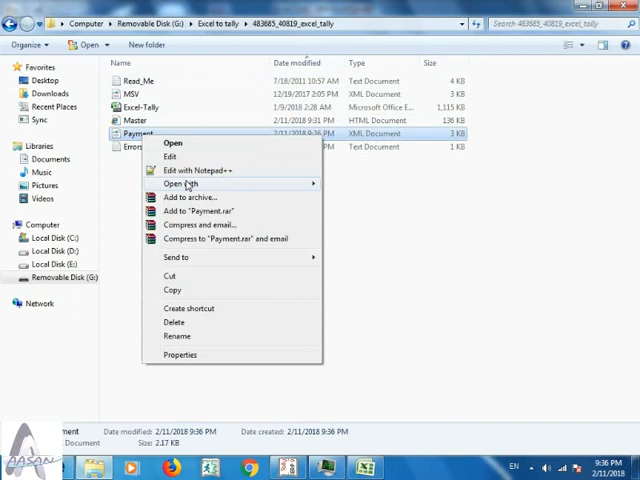 Computer ▸ Removable Disk (G:) ▸ Excel to tally ▸ 483685_40819_excel_tally
Search 483685_40819_excel_tally
Organize
Open
New folder
Name
Date modified
Type
Size
Favorites
Desktop
Downloads
Recent Places
Sync
Libraries
Documents
Music
Pictures
Videos
Computer
Local Disk (C:)
Local Disk (D:)
Local Disk (E:)
Removable Disk (G:)
Network
Read_Me 7/18/2011 10:57 AM Text Document 4 KB
MSV 12/19/2017 2:05 PM XML Document 3 KB
Excel-Tally 1/9/2018 2:28 AM Microsoft Office E... 1,115 KB
Master 2/11/2018 9:31 PM HTML Document 136 KB
Payment 2/11/2018 9:36 PM XML Document 3 KB
Errors Text Document 1 KB
Open
Edit
Edit with Notepad++
Open with
Add to archive...
Add to "Payment.rar"
Compress and email...
Compress to "Payment.rar" and email
Send to
Cut
Copy
Create shortcut
Delete
Rename
Properties
Date modified: 2/11/2018 9:36 PM
Date created: 2/11/2018 9:36 PM
Size: 2.17 KB
AASAN
EN
9:36 PM
2/11/2018